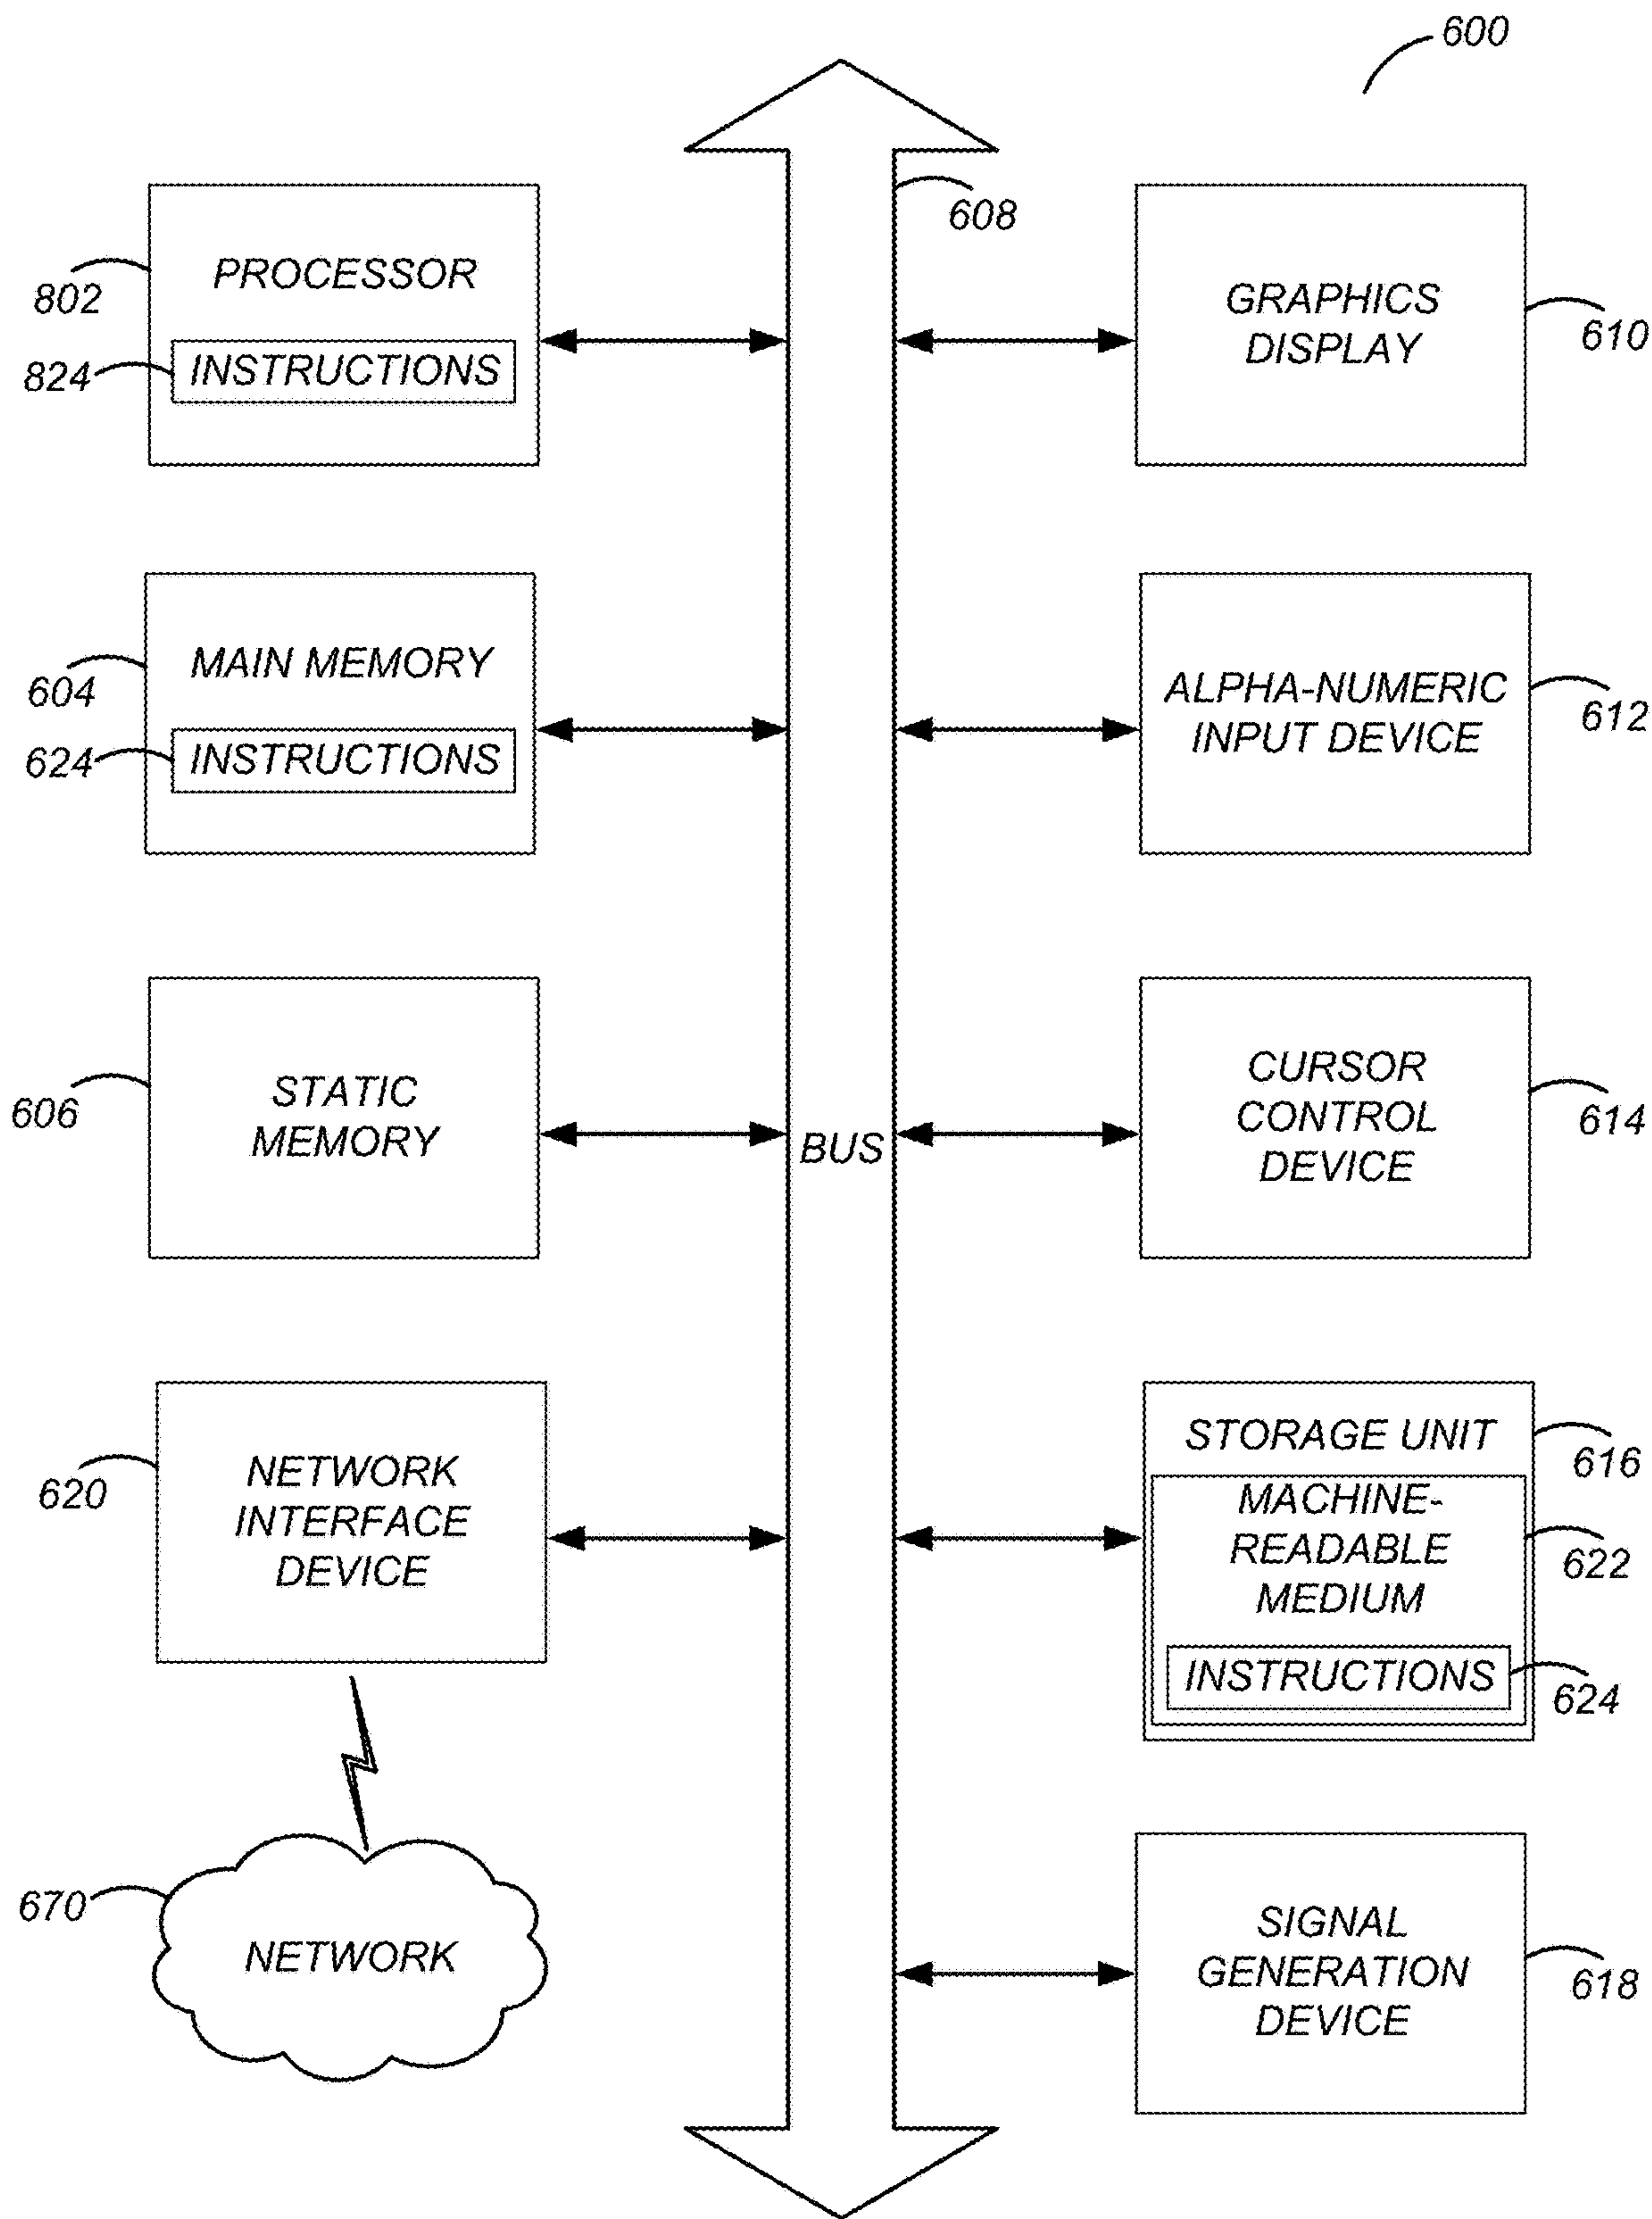 600
608
PROCESSOR
802
INSTRUCTIONS
824
GRAPHICS
DISPLAY
610
MAIN MEMORY
604
INSTRUCTIONS
624
ALPHA-NUMERIC
INPUT DEVICE
612
STATIC
MEMORY
606
BUS
CURSOR
CONTROL
DEVICE
614
NETWORK
INTERFACE
DEVICE
620
STORAGE UNIT
616
MACHINE-
READABLE
MEDIUM
622
INSTRUCTIONS
624
670
NETWORK
SIGNAL
GENERATION
DEVICE
618